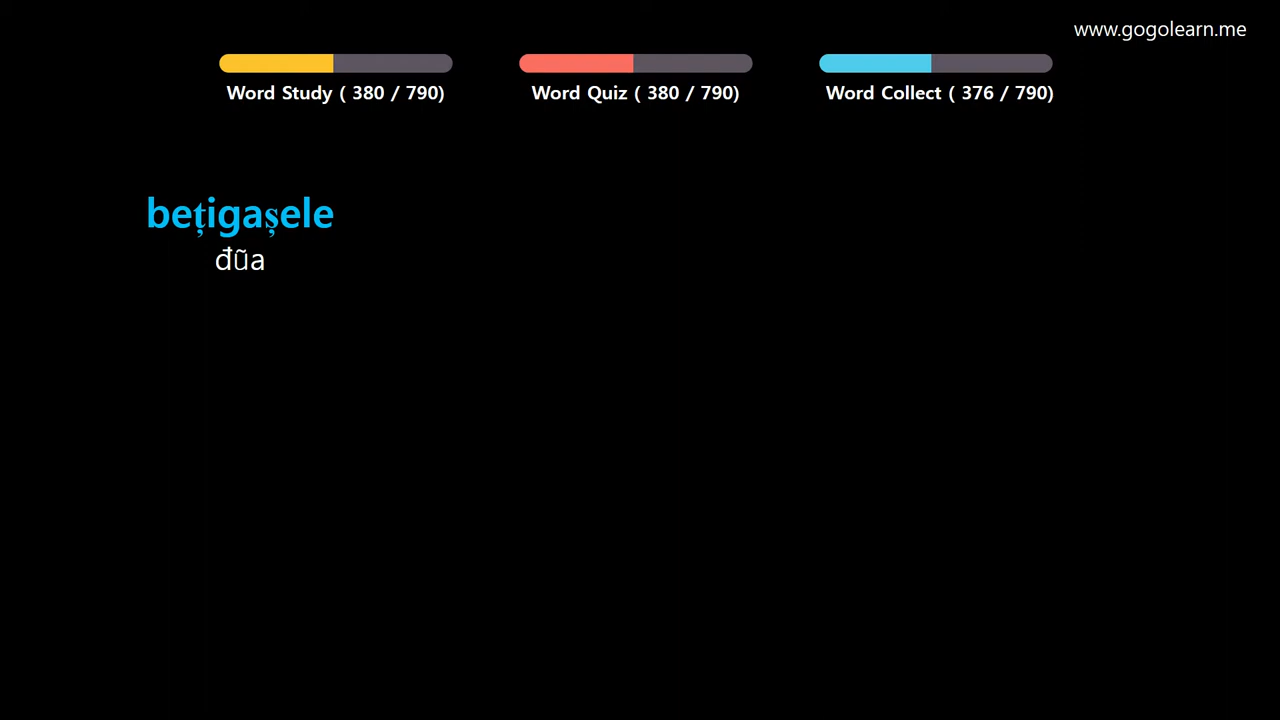 www.gogolearn.me
Word Study ( 380 / 790)
Word Quiz ( 380 / 790)
Word Collect ( 376 / 790)
bețigașele
đũa